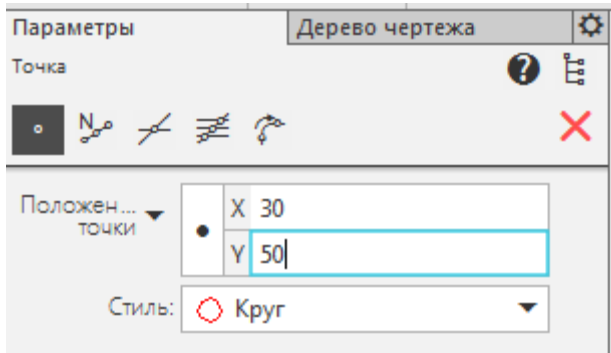 Параметры
Дерево чертежа
Точка
?
N
Положен...
точки
X 30
Y 50
Стиль: Круг